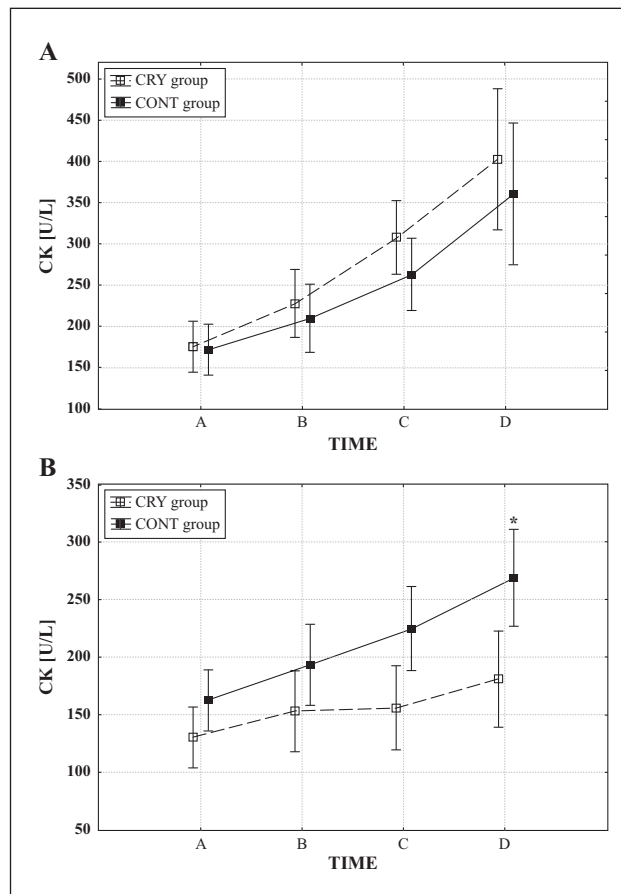 A
CRY group
CONT group
500
450
400
350
300
250
200
150
100
CK [U/L]
A B C D
TIME
B
CRY group
CONT group
*
350
300
250
200
150
100
50
CK [U/L]
A B C D
TIME